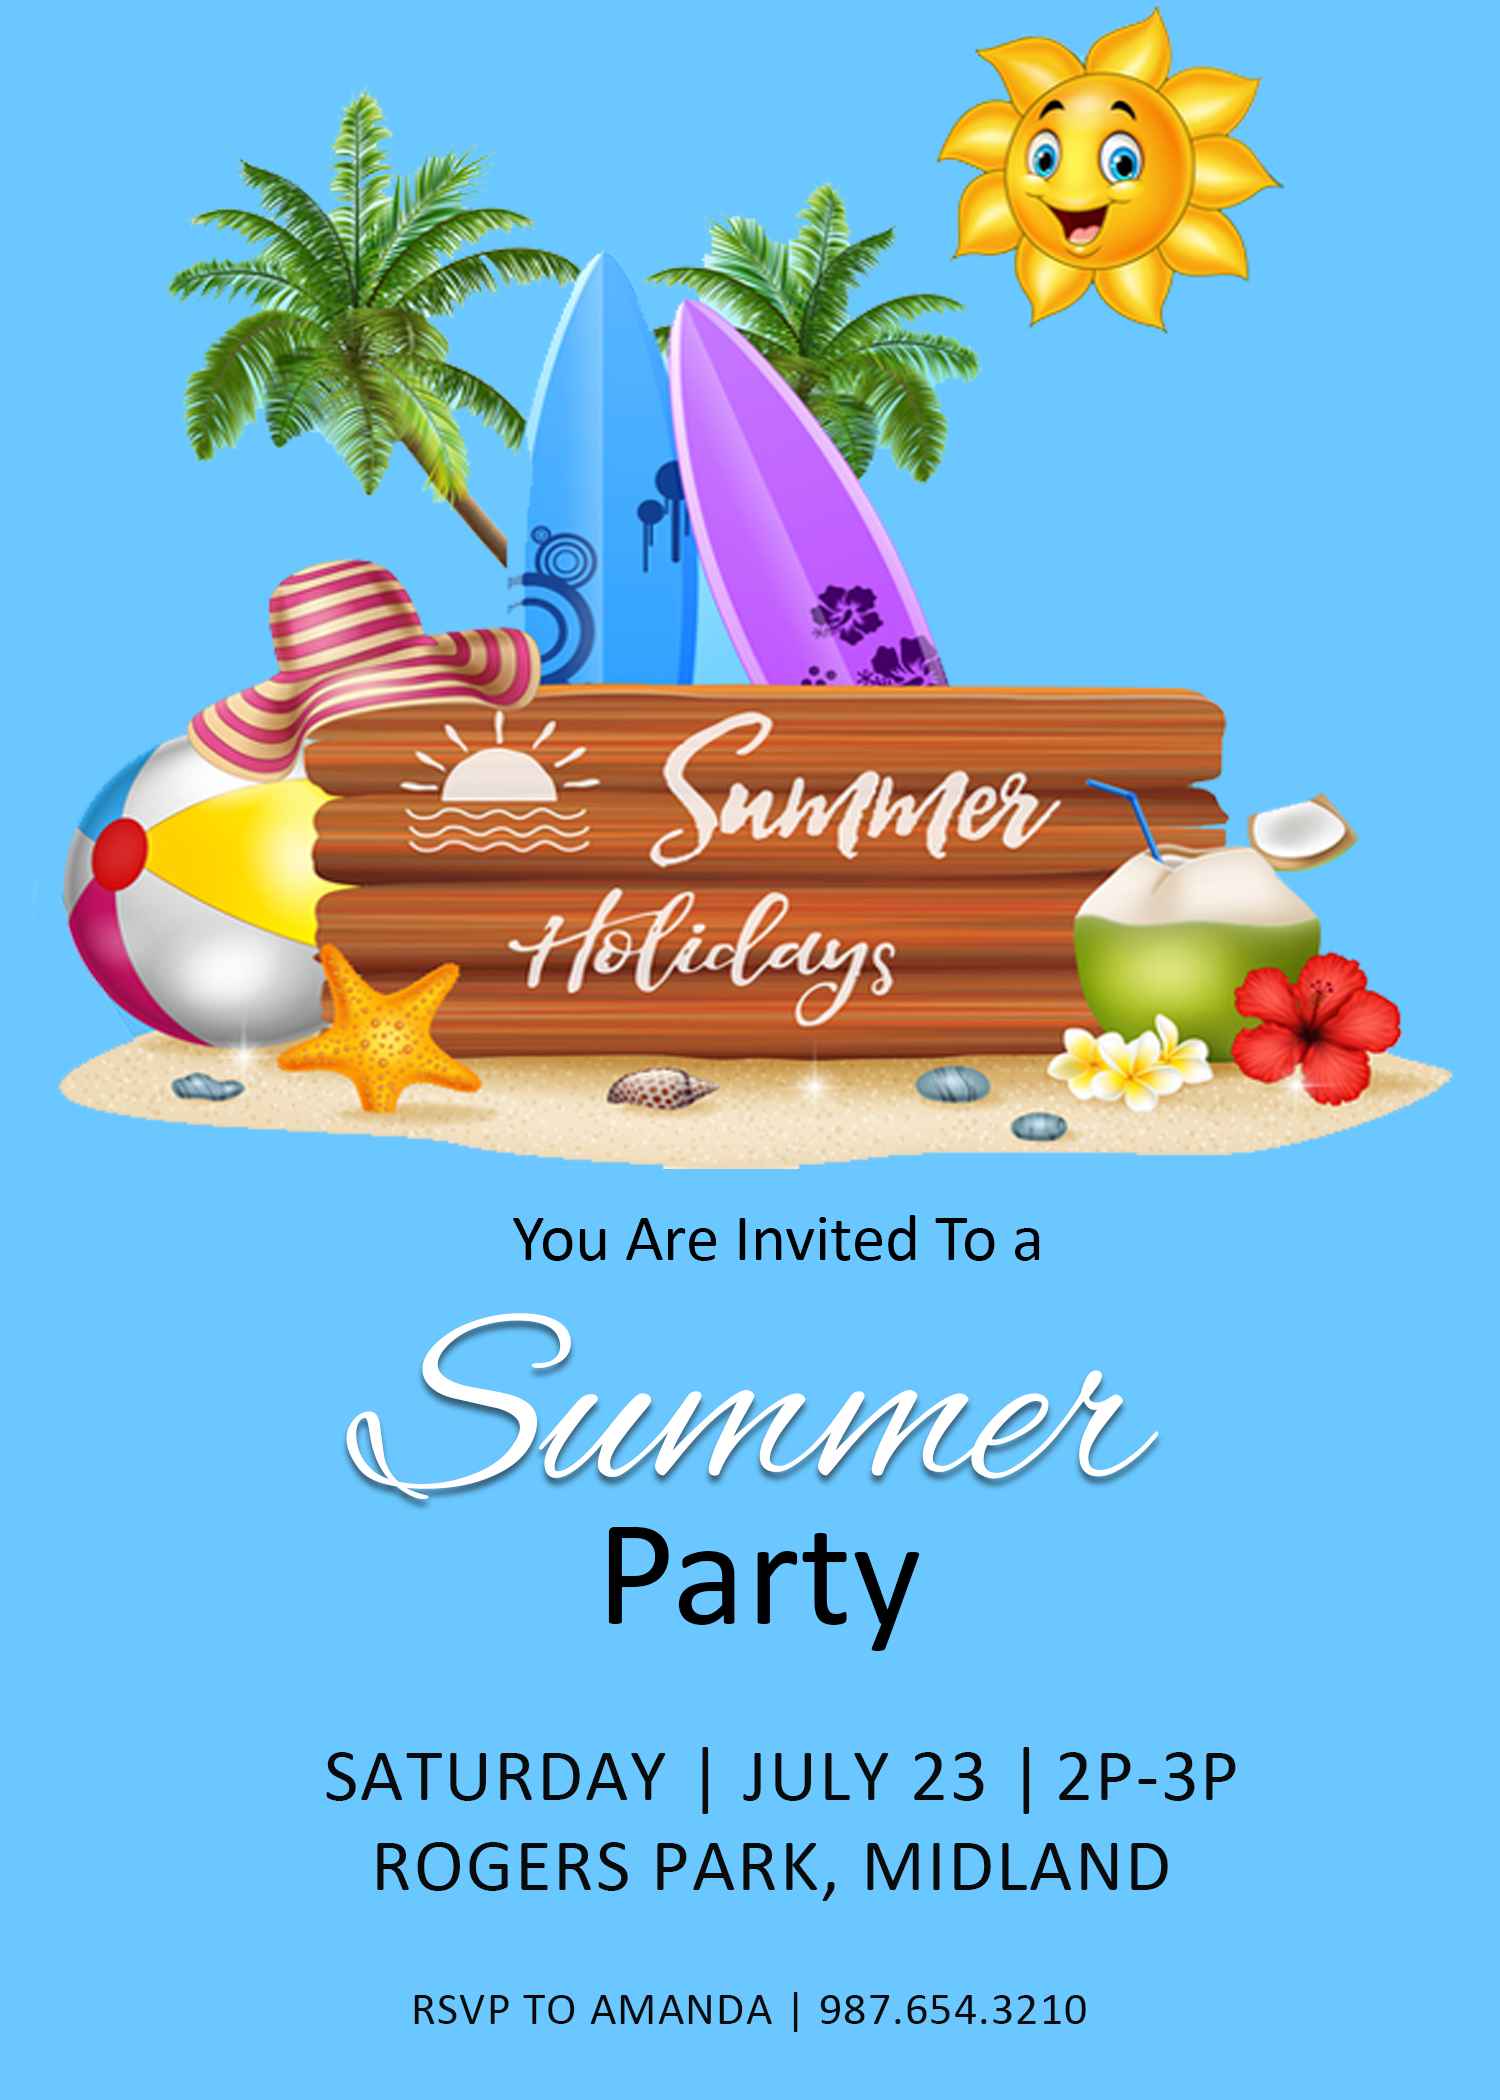 Summer
Holidays
You Are Invited To a
Summer
Party
SATURDAY | JULY 23 | 2P-3P
ROGERS PARK, MIDLAND
RSVP TO AMANDA | 987.654.3210